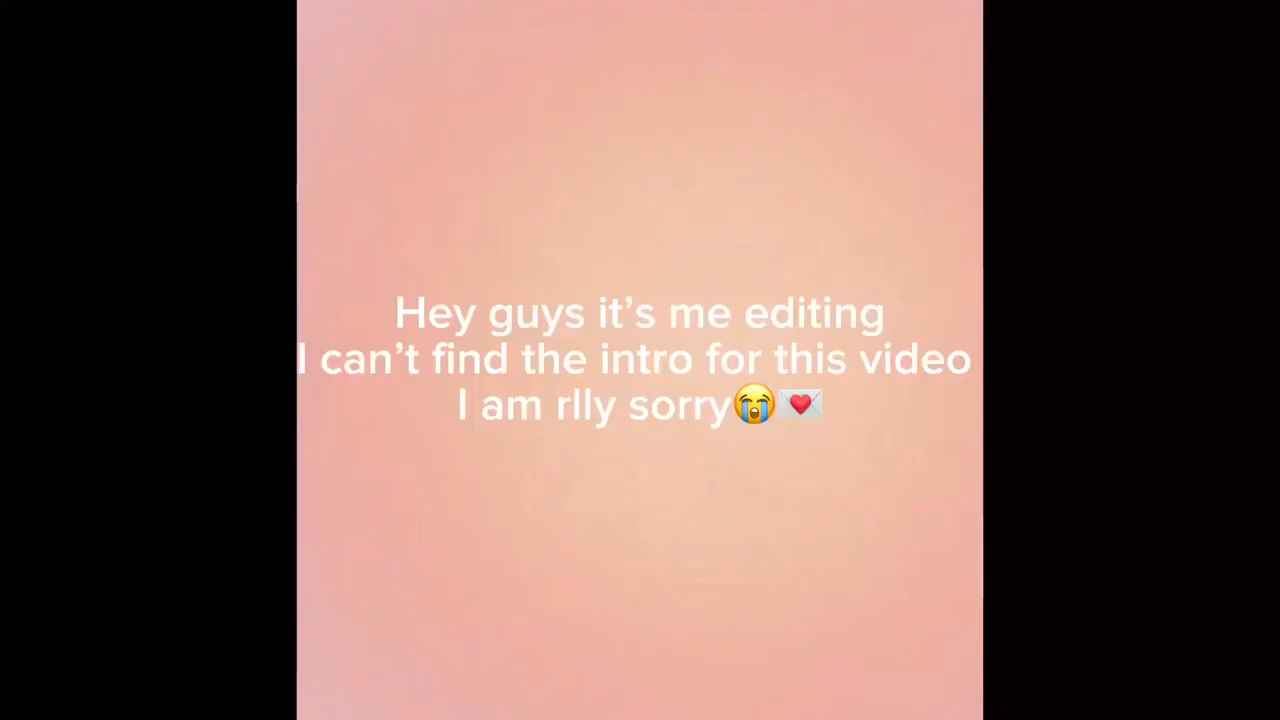 Hey guys it’s me editing
I can’t find the intro for this video
I am rlly sorry😭💌